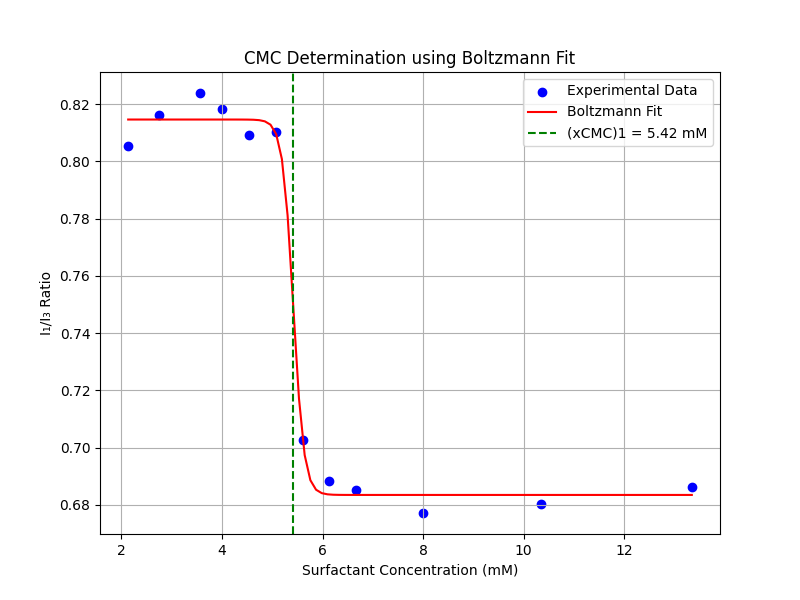 CMC Determination using Boltzmann Fit
Experimental Data
Boltzmann Fit
(xCMC)1 = 5.42 mM
I₁/I₃ Ratio
0.82
0.80
0.78
0.76
0.74
0.72
0.70
0.68
2 4 6 8 10 12
Surfactant Concentration (mM)